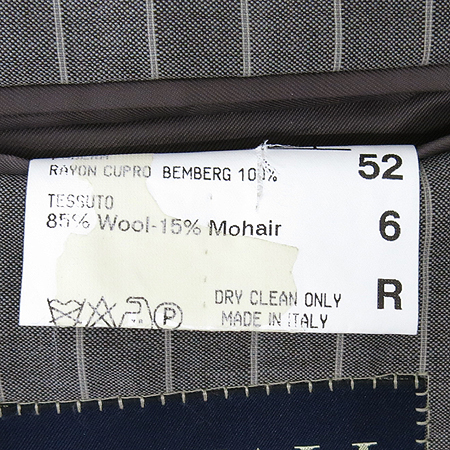 RAYON CUPRO BEMBERG 100% 52
TESSUTO
85% Wool-15% Mohair 6
DRY CLEAN ONLY R
MADE IN ITALY
P